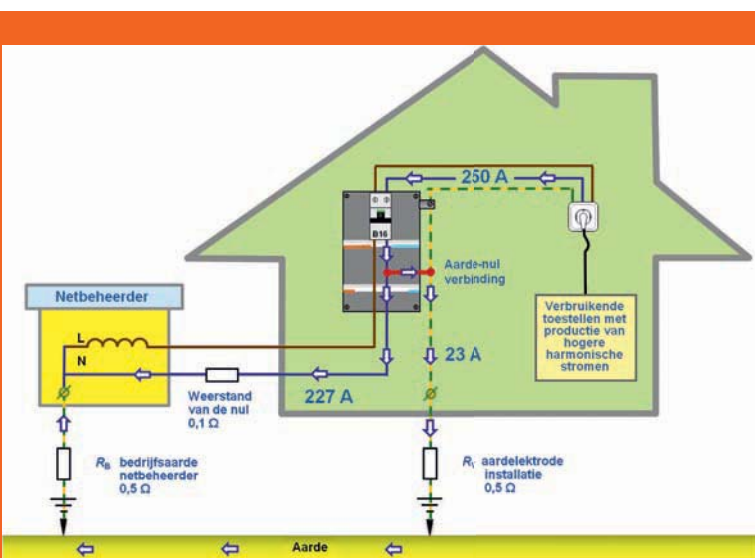 250 A
B16
Aarde-nul
verbinding
Netbeheerder
L
N
Verbruikende
toestellen met
productie van
hogere
harmonische
stromen
23 A
227 A
Weerstand
van de nul
0,1 Ω
RB bedrijfsaarde
netbeheerder
0,5 Ω
aardelektrode
installatie
0,5 Ω
Aarde